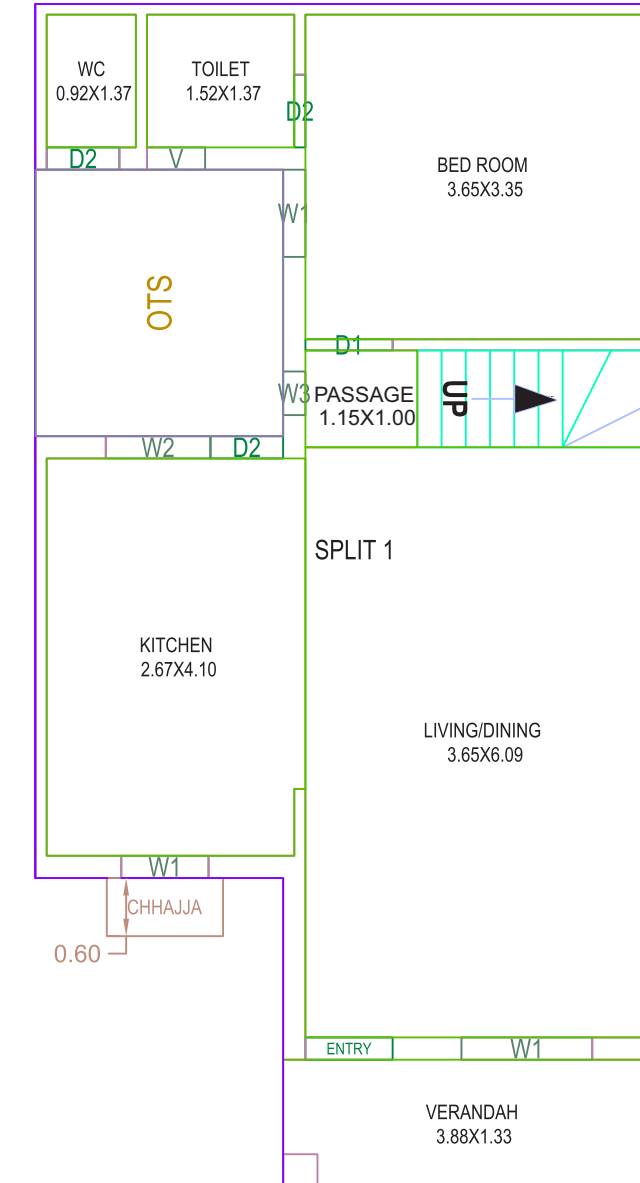 WC
0.92X1.37
TOILET
1.52X1.37
D2
BED ROOM
3.65X3.35
D2
V
W1
OTS
D1
W3
PASSAGE
1.15X1.00
UP
W2
D2
SPLIT 1
KITCHEN
2.67X4.10
LIVING/DINING
3.65X6.09
W1
CHHAJJA
0.60
ENTRY
W1
VERANDAH
3.88X1.33